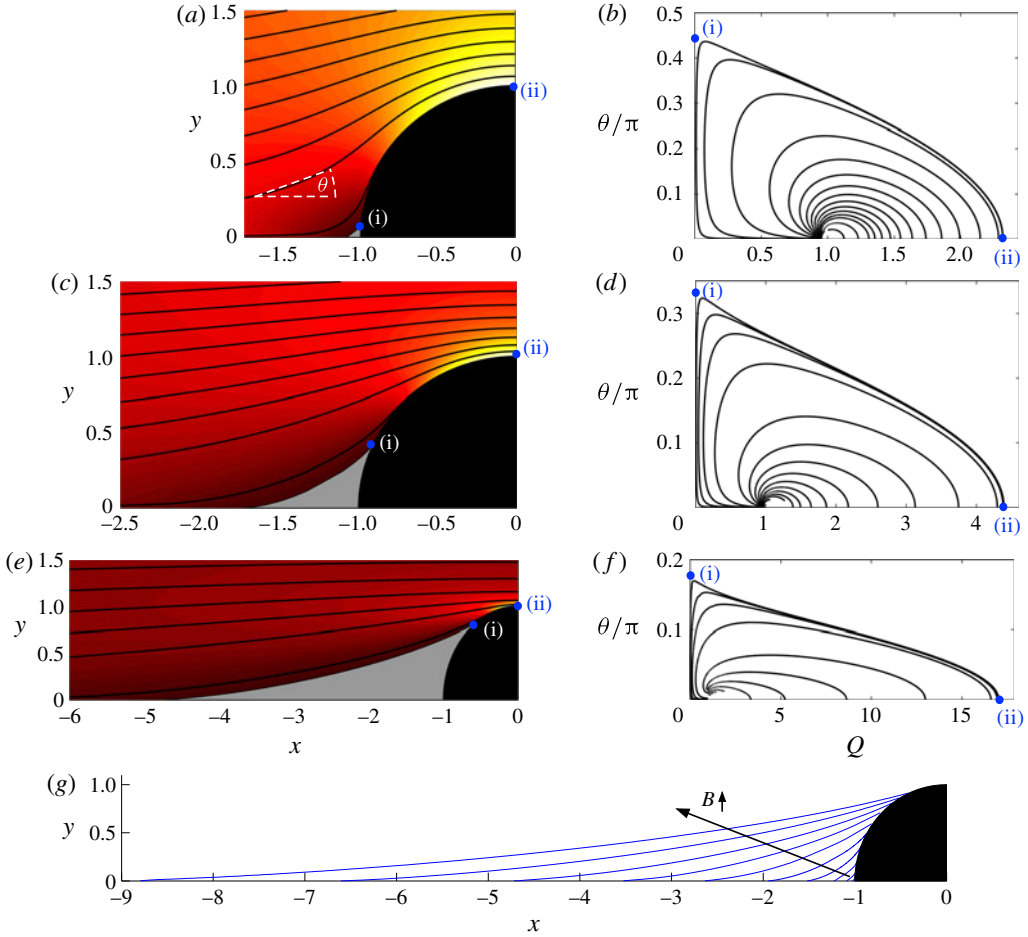 (a)
1.5
1.0
y
0.5
0
θ
(i)
(ii)
−1.5 −1.0 −0.5 0
(b)
0.5
0.4
0.3
θ/π
0.2
0.1
(i)
(ii)
0 0.5 1.0 1.5 2.0
(c)
1.5
1.0
y
0.5
0
(i)
(ii)
−2.5 −2.0 −1.5 −1.0 −0.5 0
(d)
0.3
0.2
θ/π
0.1
(i)
(ii)
0 1 2 3 4
(e)
1.5
1.0
y
0.5
0
(i)
(ii)
−6 −5 −4 −3 −2 −1 0
x
(f)
0.2
θ/π
0.1
(i)
(ii)
0 5 10 15
Q
(g)
1.0
y
0.5
0
B
−9 −8 −7 −6 −5 −4 −3 −2 −1 0
x